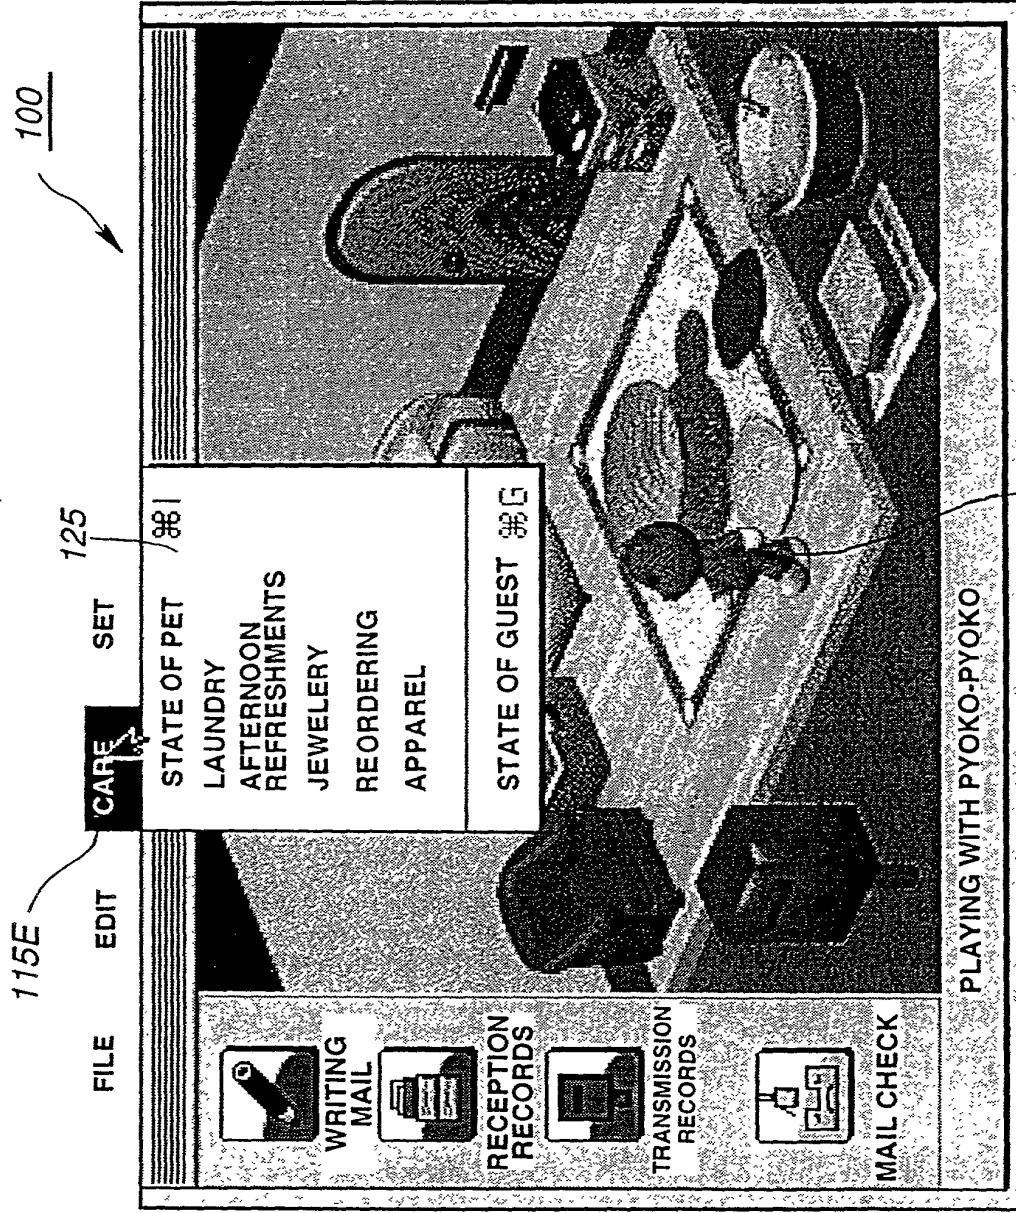 100
FILE EDIT CARE SET
115E
125
STATE OF PET ⌘I
LAUNDRY
AFTERNOON
REFRESHMENTS
JEWELERY
REORDERING
APPAREL
STATE OF GUEST ⌘G
WRITING
MAIL
RECEPTION
RECORDS
TRANSMISSION
RECORDS
MAIL CHECK
PLAYING WITH PYOKO-PYOKO